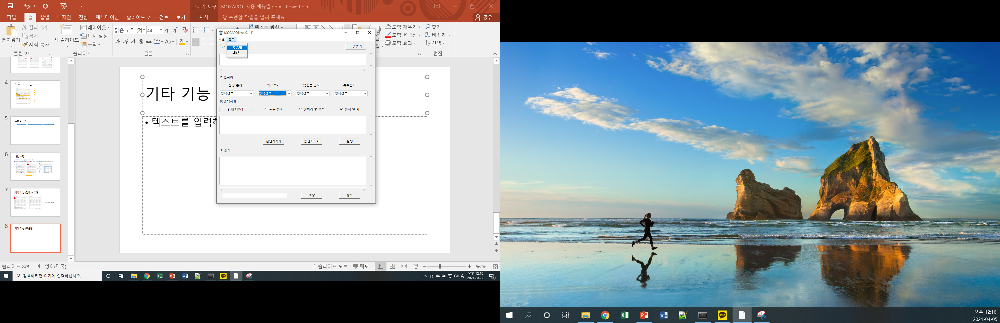 그리기 도구
MOKAPOT 사용 매뉴얼.pptx - PowerPoint
파일
홈
삽입
디자인
전환
애니메이션
슬라이드 쇼
검토
보기
서식
수행할 작업을 알려 주세요.
공유
붙여넣기
잘라내기
복사
서식 복사
클립보드
새 슬라이드
레이아웃
다시 설정
구역
슬라이드
맑은 고딕 (제
44
글꼴
텍스트 방향
도형 채우기
도형 윤곽선
도형 효과
찾기
바꾸기
선택
편집
MOCAPOT(ver.0.1.1)
파일 정보
도움말
버전
파일열기
2. 전처리
문장 분리 띄어쓰기 맞춤법 검사 특수문자
항목선택 항목선택 항목선택 항목선택
※ 선택사항
형태소분석 원문 분석 전처리 후 분석 분석 안 함
한단계삭제 옵션초기화 실행
3. 결과
저장 종료
기타 기능
• 텍스트를 입력하
4
5
6
파일 저장
7
기타 기능 (전체 초기화)
8
기타 기능 (도움말)
슬라이드 8/8
영어(미국)
슬라이드 노트
메모
66 %
검색하려면 여기에 입력하십시오.
오후 12:16
2021-04-05
3
오후 12:16
2021-04-05